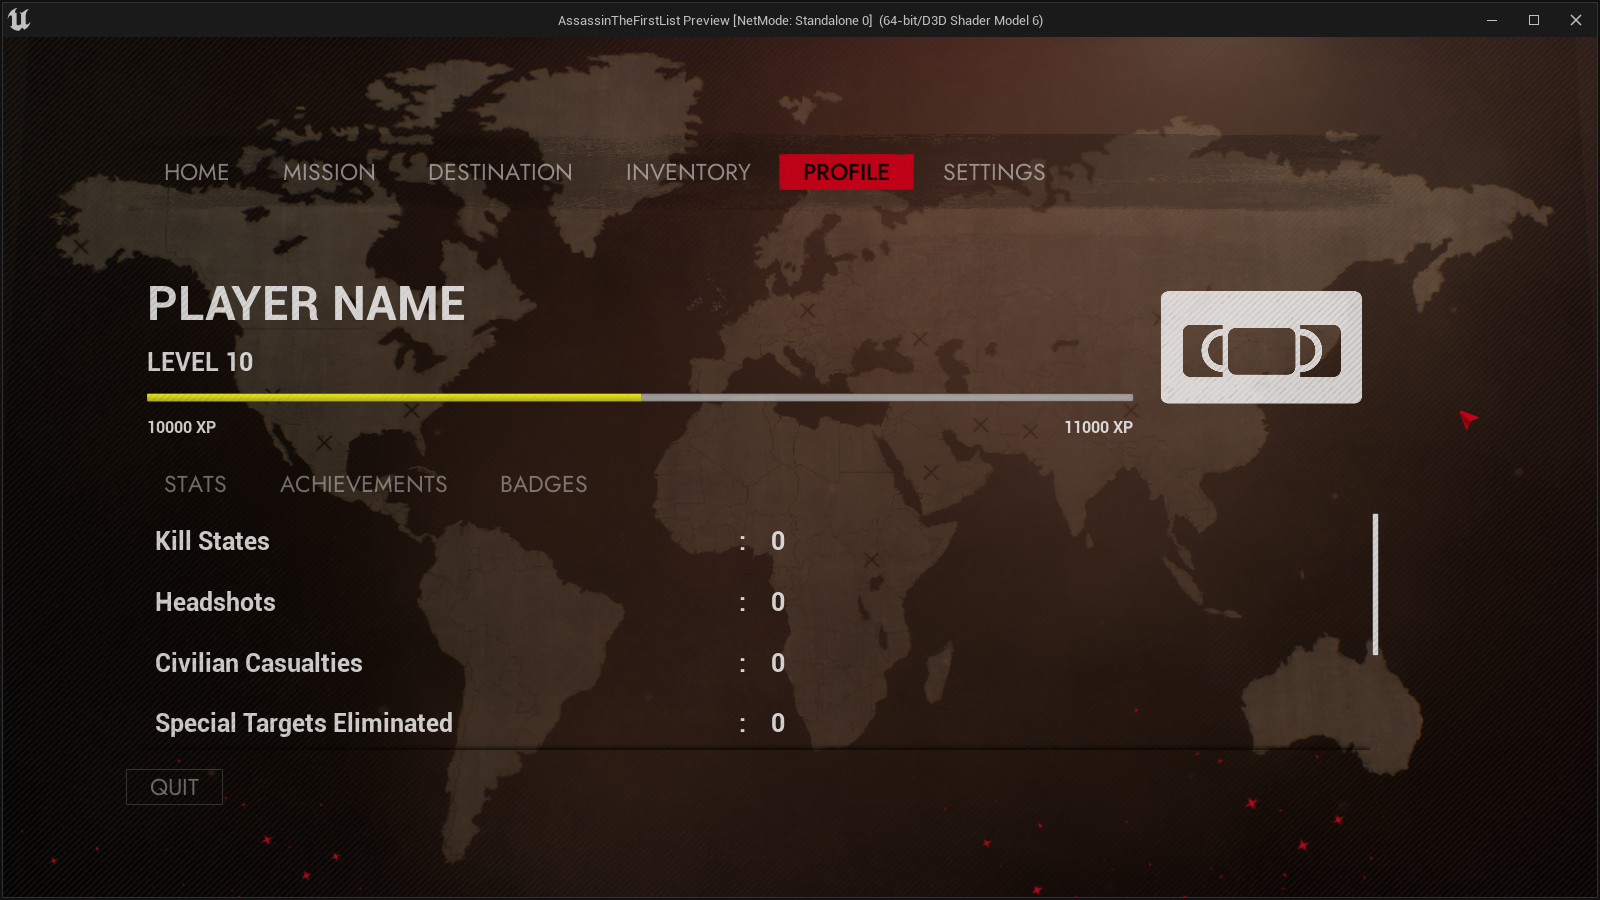 AssassinTheFirstList Preview [NetMode: Standalone 0] (64-bit/D3D Shader Model 6)
HOME MISSION DESTINATION INVENTORY PROFILE SETTINGS
PLAYER NAME
LEVEL 10
10000 XP 11000 XP
STATS ACHIEVEMENTS BADGES
Kill States : 0
Headshots : 0
Civilian Casualties : 0
Special Targets Eliminated : 0
QUIT